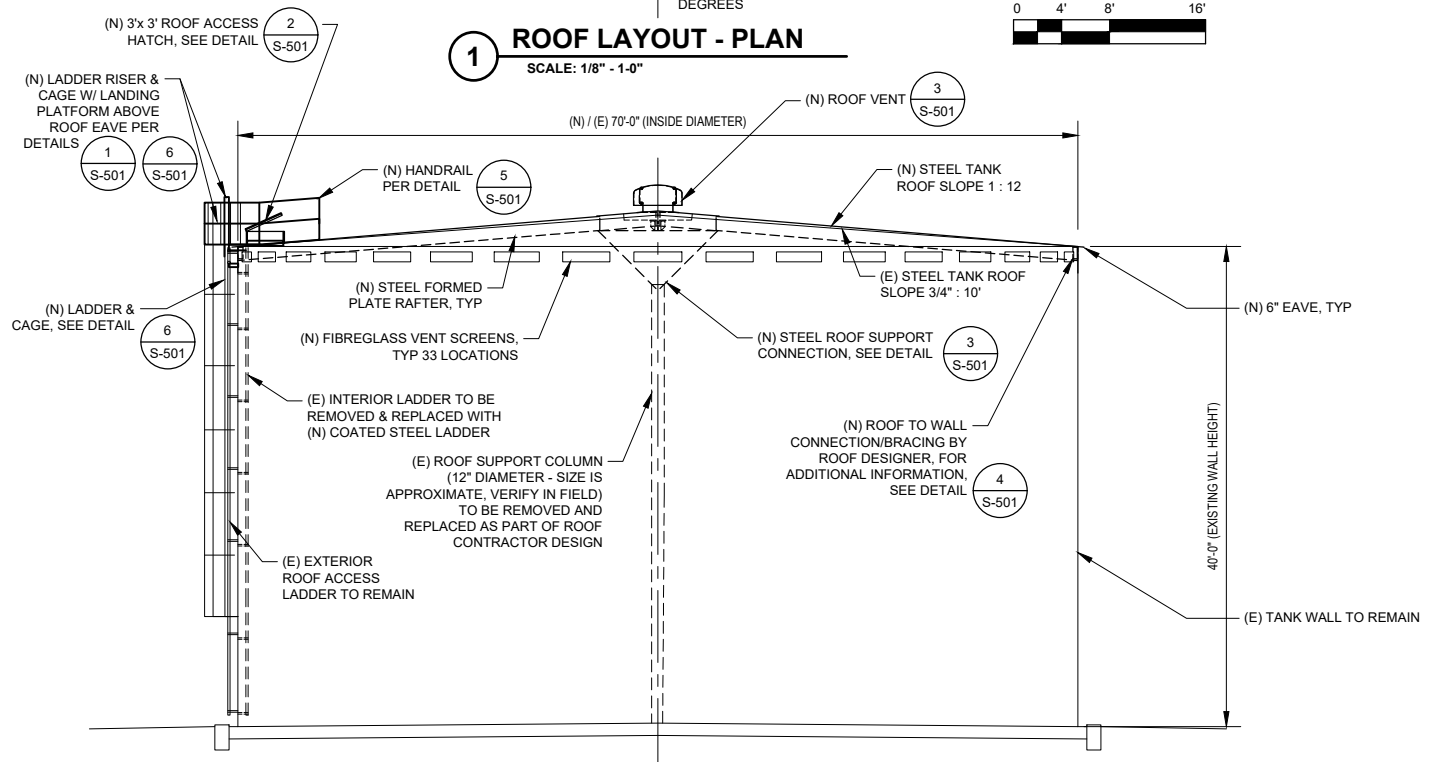 DEGREES
0 4' 8' 16'
(N) 3'x 3' ROOF ACCESS
HATCH, SEE DETAIL
2
S-501
1
ROOF LAYOUT - PLAN
SCALE: 1/8" - 1-0"
(N) LADDER RISER &
CAGE W/ LANDING
PLATFORM ABOVE
ROOF EAVE PER
DETAILS
1
S-501
6
S-501
(N) ROOF VENT
3
S-501
(N) / (E) 70'-0" (INSIDE DIAMETER)
(N) HANDRAIL
PER DETAIL
5
S-501
(N) STEEL TANK
ROOF SLOPE 1 : 12
(N) STEEL FORMED
PLATE RAFTER, TYP
(E) STEEL TANK ROOF
SLOPE 3/4" : 10'
(N) LADDER &
CAGE, SEE DETAIL
6
S-501
(N) 6" EAVE, TYP
(N) FIBREGLASS VENT SCREENS,
TYP 33 LOCATIONS
(N) STEEL ROOF SUPPORT
CONNECTION, SEE DETAIL
3
S-501
(E) INTERIOR LADDER TO BE
REMOVED & REPLACED WITH
(N) COATED STEEL LADDER
(N) ROOF TO WALL
CONNECTION/BRACING BY
ROOF DESIGNER, FOR
ADDITIONAL INFORMATION,
SEE DETAIL
4
S-501
(E) ROOF SUPPORT COLUMN
(12" DIAMETER - SIZE IS
APPROXIMATE, VERIFY IN FIELD)
TO BE REMOVED AND
REPLACED AS PART OF ROOF
CONTRACTOR DESIGN
40'-0" (EXISTING WALL HEIGHT)
(E) EXTERIOR
ROOF ACCESS
LADDER TO REMAIN
(E) TANK WALL TO REMAIN